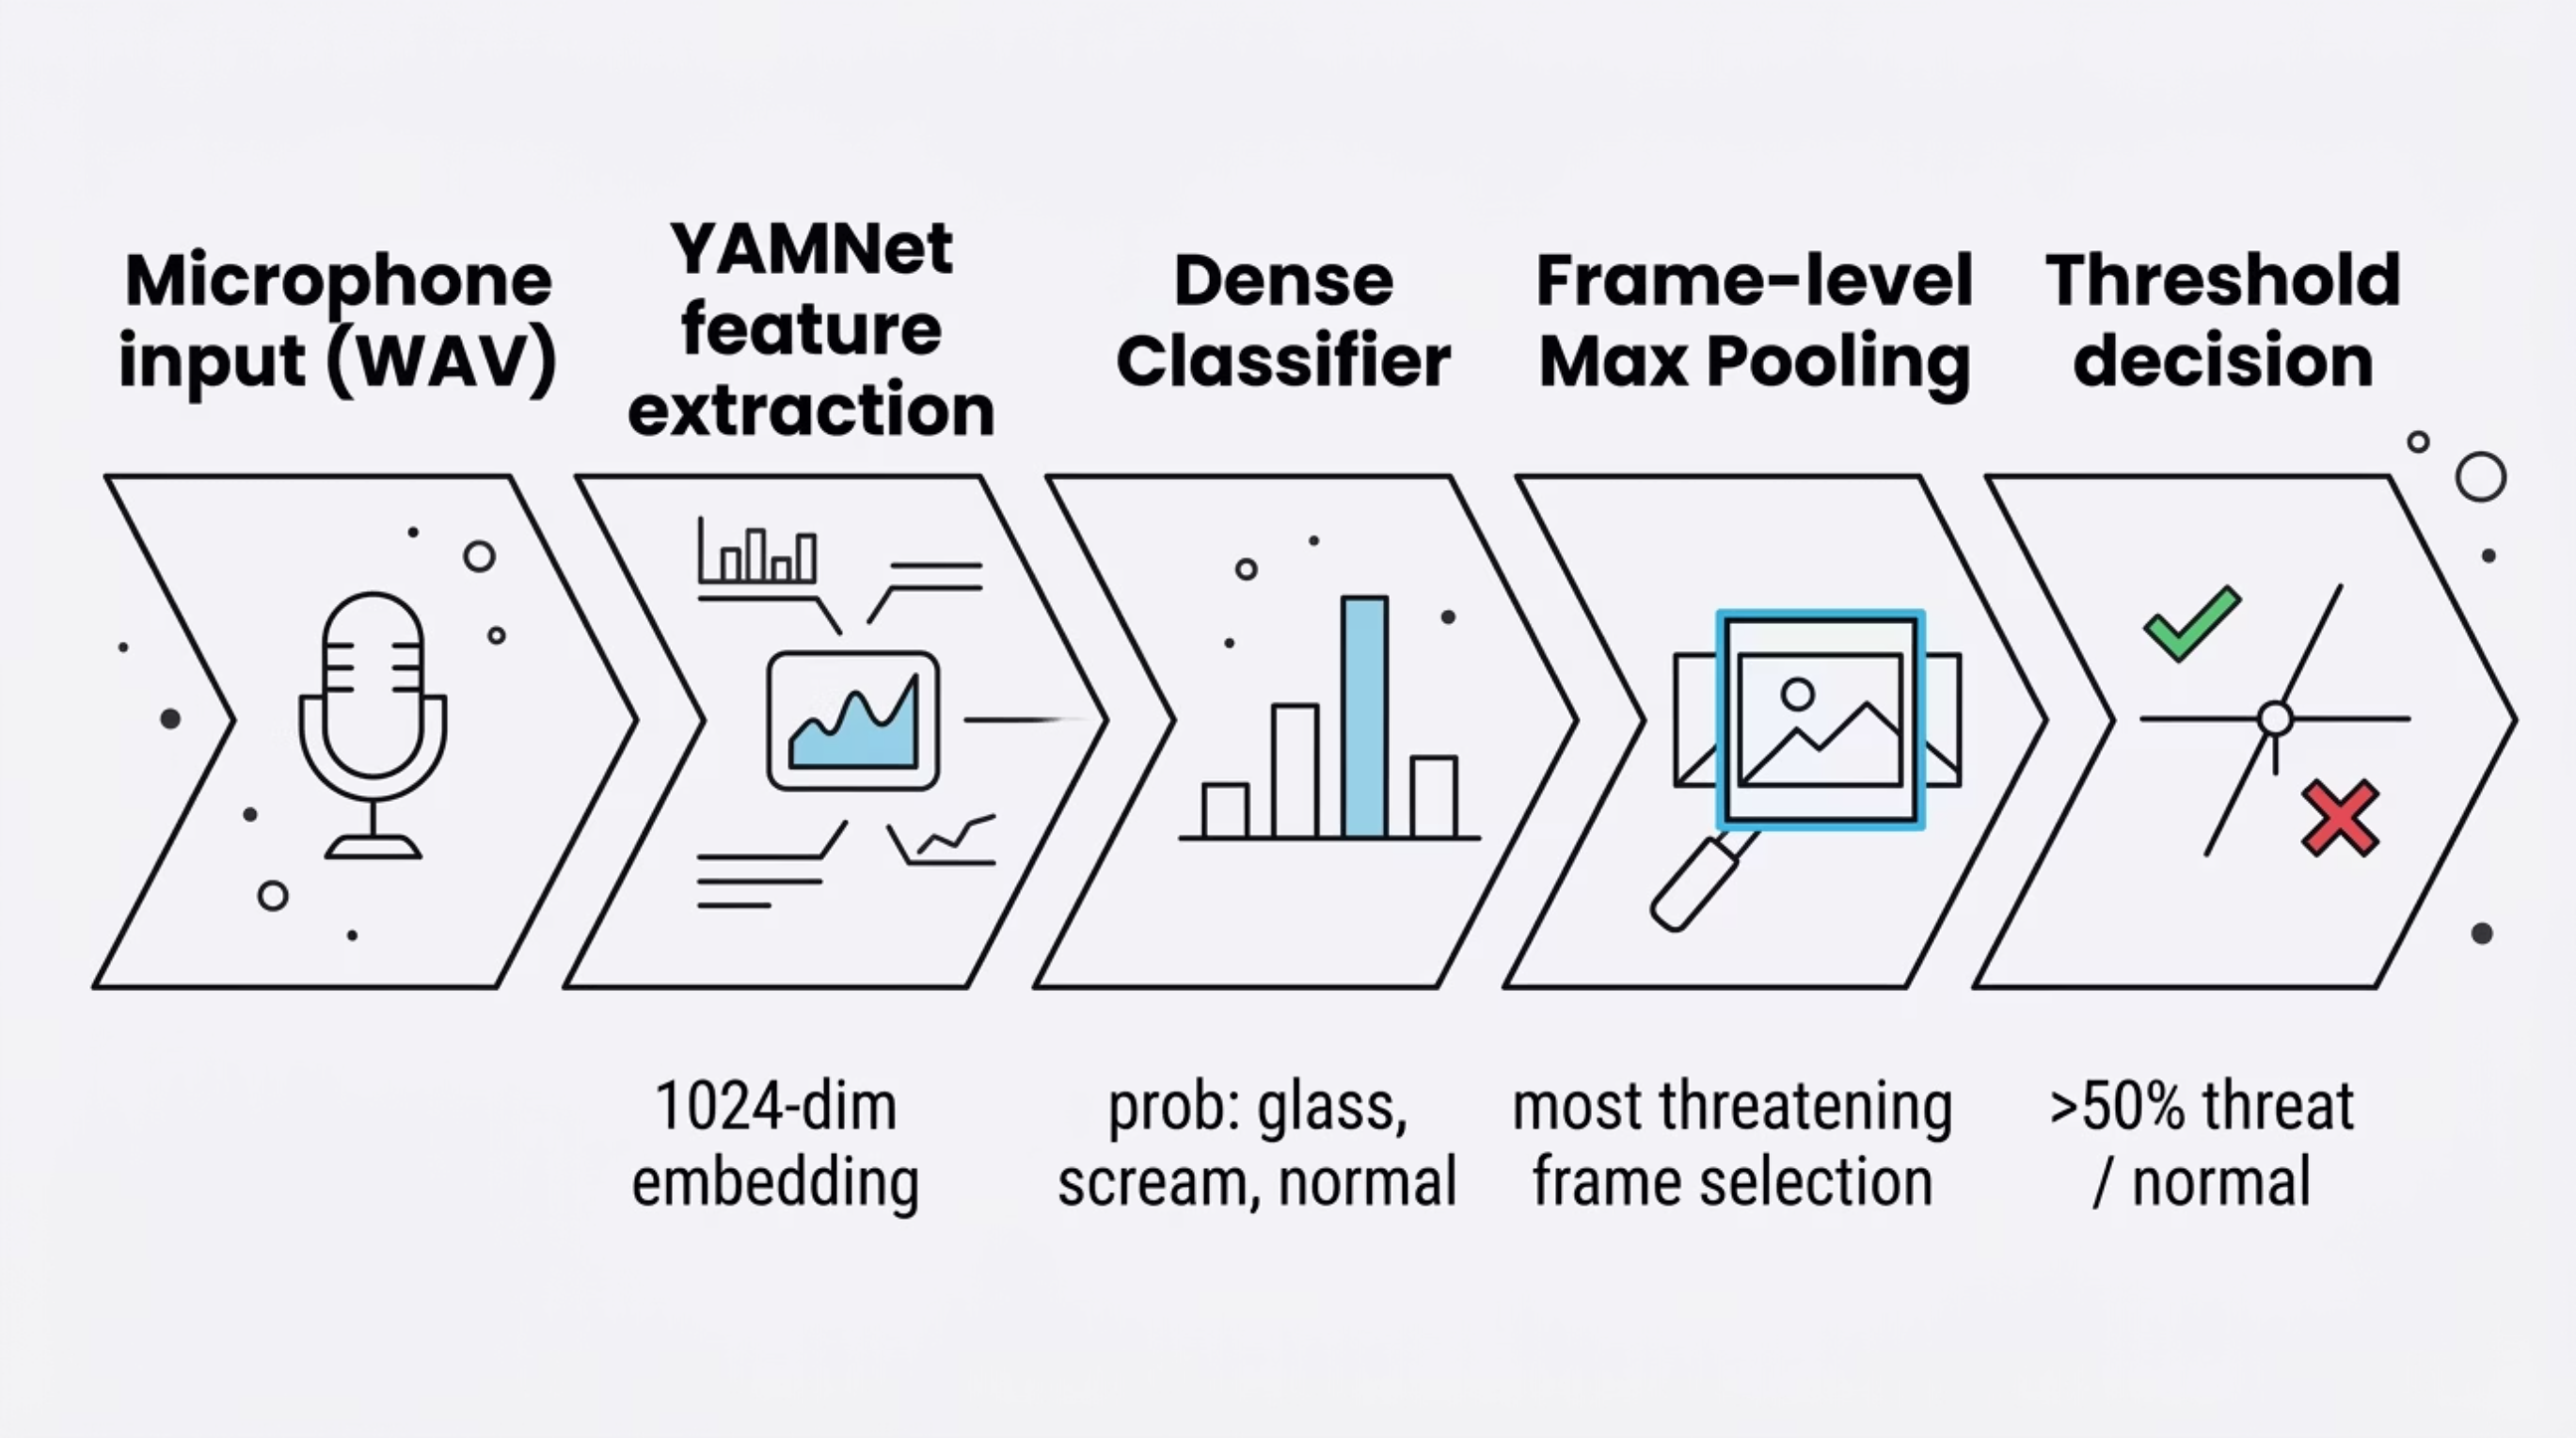 Microphone
input (WAV)
YAMNet
feature
extraction
Dense
Classifier
Frame-level
Max Pooling
Threshold
decision
1024-dim
embedding
prob: glass,
scream, normal
most threatening
frame selection
>50% threat
/ normal